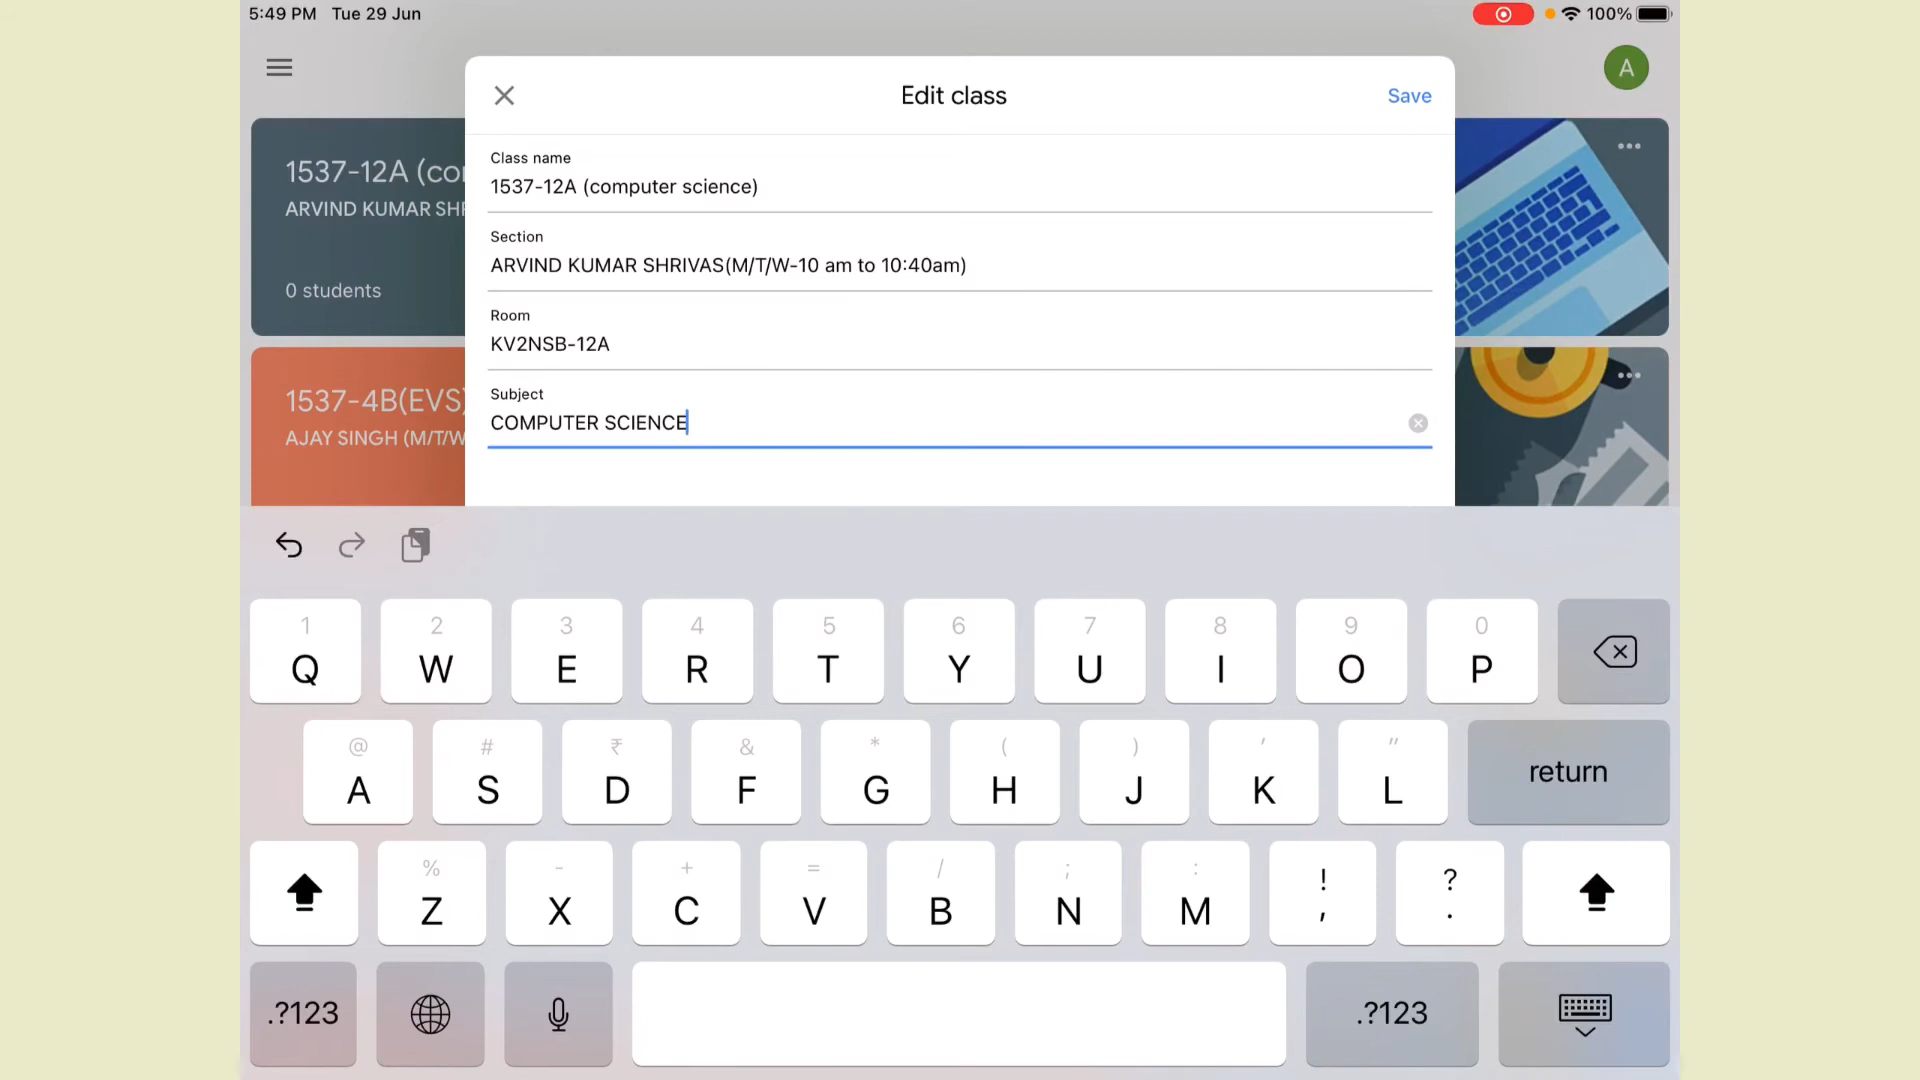 5:49 PM Tue 29 Jun
100%
A
Edit class
Save
Class name
1537-12A (computer science)
Section
ARVIND KUMAR SHRIVAS(M/T/W-10 am to 10:40am)
Room
KV2NSB-12A
Subject
COMPUTER SCIENCE
1537-12A (co
ARVIND KUMAR SH
0 students
1537-4B(EVS)
AJAY SINGH (M/T/W
1 2 3 4 5 6 7 8 9 0
Q W E R T Y U I O P
@ # ₹ & * ( ) ' "
A S D F G H J K L return
% - + = / ; : ! ?
Z X C V B N M , .
.?123 .?123